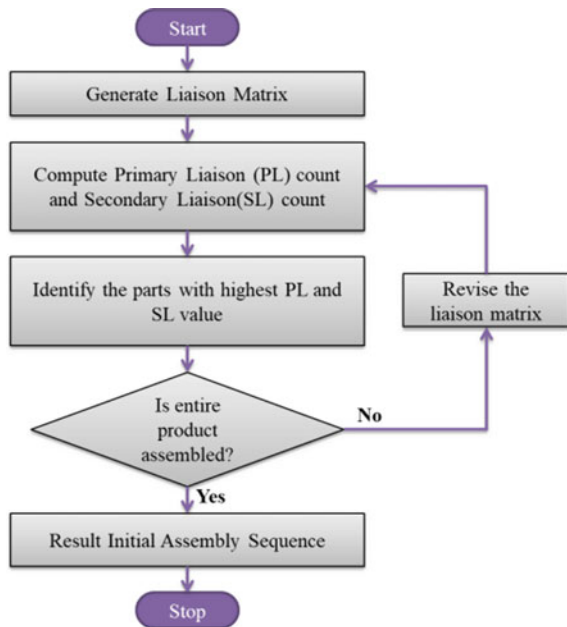 Start
Generate Liaison Matrix
Compute Primary Liaison (PL) count
and Secondary Liaison(SL) count
Identify the parts with highest PL and
SL value
Revise the
liaison matrix
Is entire
product
assembled?
No
Yes
Result Initial Assembly Sequence
Stop